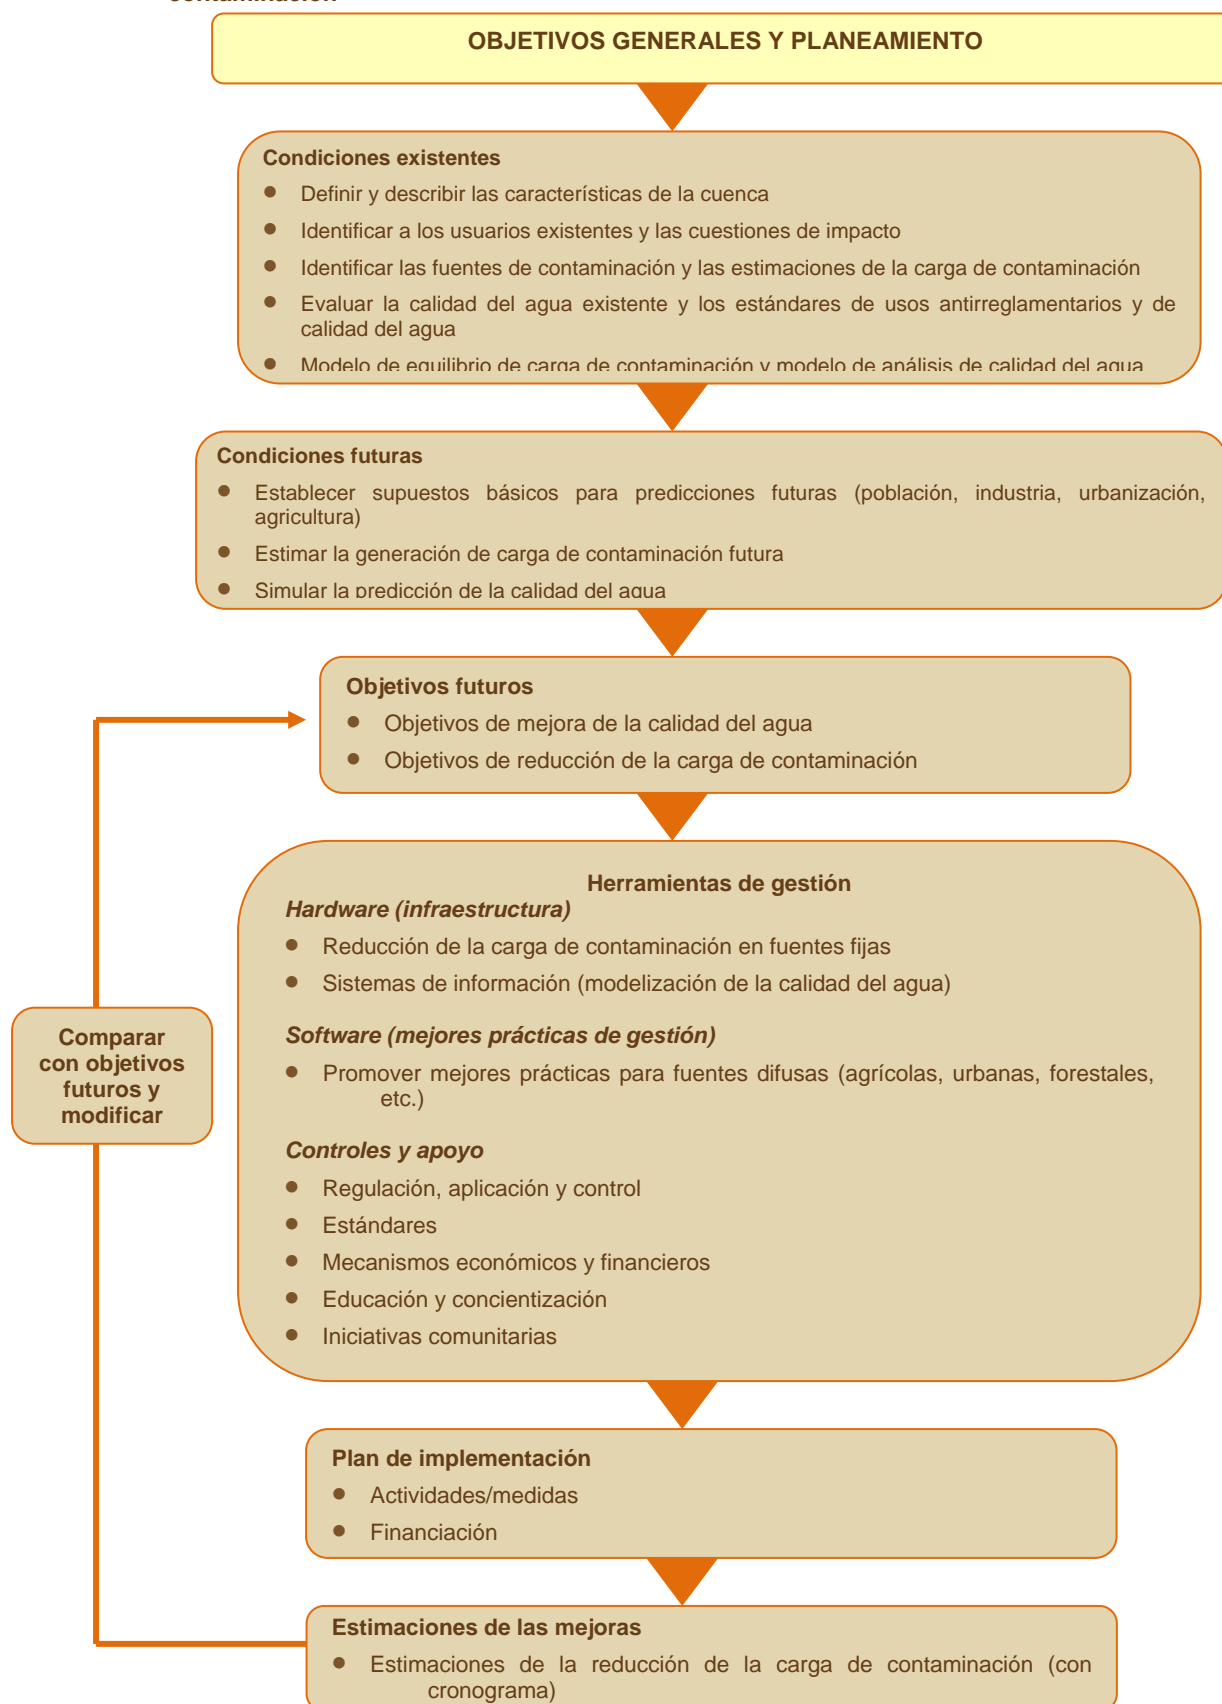 contaminación
OBJETIVOS GENERALES Y PLANEAMIENTO
Condiciones existentes
● Definir y describir las características de la cuenca
● Identificar a los usuarios existentes y las cuestiones de impacto
● Identificar las fuentes de contaminación y las estimaciones de la carga de contaminación
● Evaluar la calidad del agua existente y los estándares de usos antirreglamentarios y de
calidad del agua
● Modelo de equilibrio de carga de contaminación y modelo de análisis de calidad del agua
Condiciones futuras
● Establecer supuestos básicos para predicciones futuras (población, industria, urbanización,
agricultura)
● Estimar la generación de carga de contaminación futura
● Simular la predicción de la calidad del agua
Objetivos futuros
● Objetivos de mejora de la calidad del agua
● Objetivos de reducción de la carga de contaminación
Herramientas de gestión
Hardware (infraestructura)
● Reducción de la carga de contaminación en fuentes fijas
● Sistemas de información (modelización de la calidad del agua)
Software (mejores prácticas de gestión)
● Promover mejores prácticas para fuentes difusas (agrícolas, urbanas, forestales,
etc.)
Controles y apoyo
● Regulación, aplicación y control
● Estándares
● Mecanismos económicos y financieros
● Educación y concientización
● Iniciativas comunitarias
Comparar
con objetivos
futuros y
modificar
Plan de implementación
● Actividades/medidas
● Financiación
Estimaciones de las mejoras
● Estimaciones de la reducción de la carga de contaminación (con
cronograma)